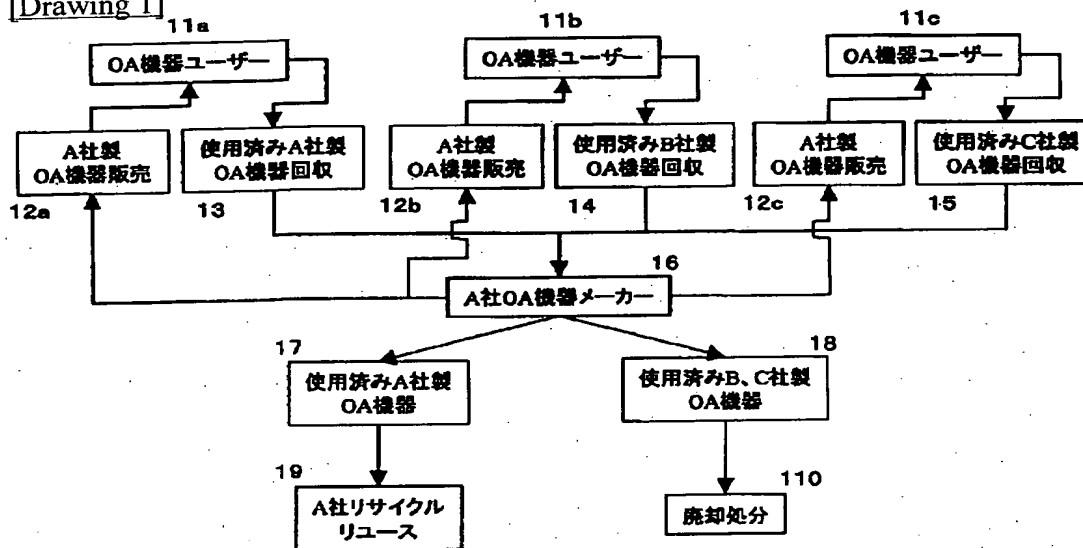 [Drawing 1]
11a
11b
11c
OA機器ユーザー
OA機器ユーザー
OA機器ユーザー
A社製
OA機器販売
使用済みA社製
OA機器回収
A社製
OA機器販売
使用済みB社製
OA機器回収
A社製
OA機器販売
使用済みC社製
OA機器回収
12a
13
12b
14
12c
15
16
A社OA機器メーカー
17
18
使用済みA社製
OA機器
使用済みB、C社製
OA機器
19
110
A社リサイクル
リユース
廃却処分